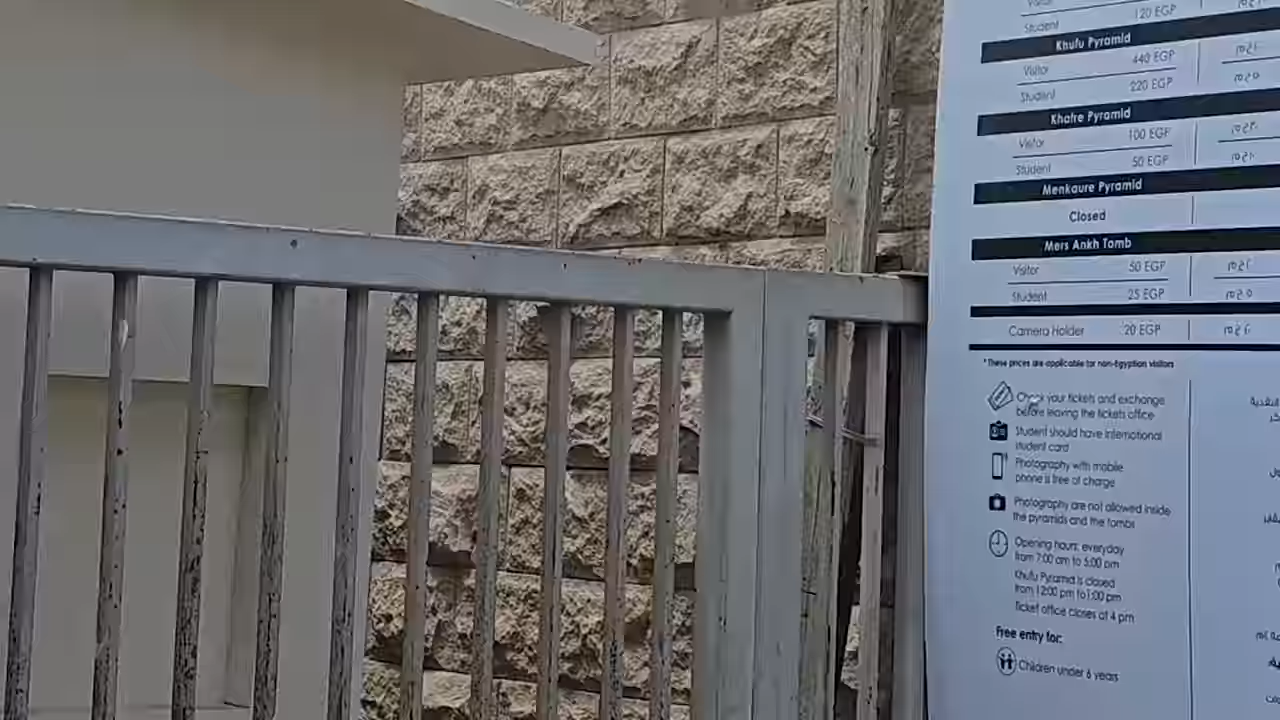 Student 120 EGP
Khufu Pyramid
Visitor 440 EGP
Student 220 EGP
Khafre Pyramid
Visitor 100 EGP
Student 50 EGP
Menkaure Pyramid
Closed
Mers Ankh Tomb
Visitor 50 EGP
Student 25 EGP
Camera Holder 20 EGP
*These prices are applicable for non-Egyption visitors
Check your tickets and exchange
before leaving the tickets office
Student should have international
student card
Photography with mobile
phone is free of charge
Photography are not allowed inside
the pyramids and the tombs
Opening hours: everyday
from 7:00 am to 5:00 pm
Khufu Pyramid is closed
from 12:00 pm to 1:00 pm
Ticket office closes at 4 pm
Free entry for:
Children under 6 years